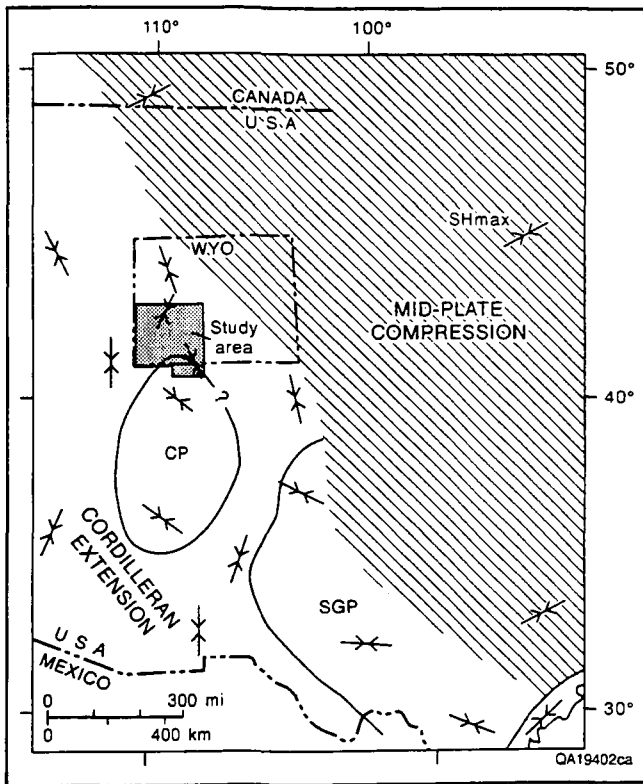 110° 100°
50°
CANADA
U S A
SHmax
WYO
MID-PLATE
COMPRESSION
Study
area
40°
?
CP
CORDILLERAN
EXTENSION
SGP
U S A
MEXICO
0 300 mi
0 400 km
30°
QA19402ca